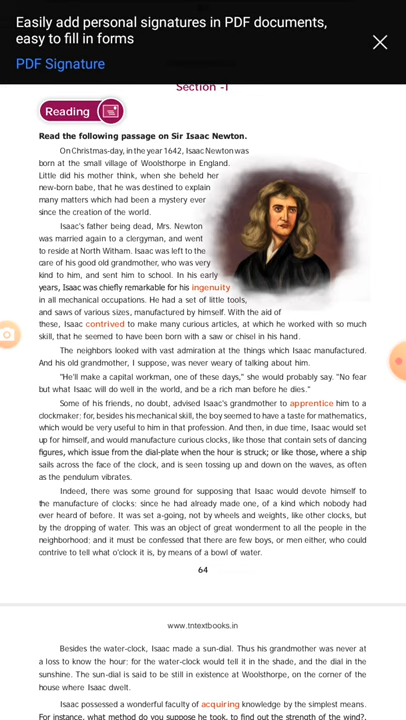 Easily add personal signatures in PDF documents,
easy to fill in forms
PDF Signature
Section -I
Reading
Read the following passage on Sir Isaac Newton.
On Christmas-day, in the year 1642, Isaac Newton was
born at the small village of Woolsthorpe in England.
Little did his mother think, when she beheld her
new-born babe, that he was destined to explain
many matters which had been a mystery ever
since the creation of the world.
Isaac's father being dead, Mrs. Newton
was married again to a clergyman, and went
to reside at North Witham. Isaac was left to the
care of his good old grandmother, who was very
kind to him, and sent him to school. In his early
years, Isaac was chiefly remarkable for his ingenuity
in all mechanical occupations. He had a set of little tools,
and saws of various sizes, manufactured by himself. With the aid of
these, Isaac contrived to make many curious articles, at which he worked with so much
skill, that he seemed to have been born with a saw or chisel in his hand.
The neighbors looked with vast admiration at the things which Isaac manufactured.
And his old grandmother, I suppose, was never weary of talking about him.
"He'll make a capital workman, one of these days," she would probably say. "No fear
but what Isaac will do well in the world, and be a rich man before he dies."
Some of his friends, no doubt, advised Isaac's grandmother to apprentice him to a
clockmaker: for, besides his mechanical skill, the boy seemed to have a taste for mathematics,
which would be very useful to him in that profession. And then, in due time, Isaac would set
up for himself, and would manufacture curious clocks, like those that contain sets of dancing
figures, which issue from the dial-plate when the hour is struck; or like those, where a ship
sails across the face of the clock, and is seen tossing up and down on the waves, as often
as the pendulum vibrates.
Indeed, there was some ground for supposing that Isaac would devote himself to
the manufacture of clocks: since he had already made one, of a kind which nobody had
ever heard of before. It was set a-going, not by wheels and weights, like other clocks, but
by the dropping of water. This was an object of great wonderment to all the people in the
neighborhood: and it must be confessed that there are few boys, or men either, who could
contrive to tell what o'clock it is, by means of a bowl of water.
64
www.tntextbooks.in
Besides the water-clock, Isaac made a sun-dial. Thus his grandmother was never at
a loss to know the hour: for the water-clock would tell it in the shade, and the dial in the
sunshine. The sun-dial is said to be still in existence at Woolsthorpe, on the corner of the
house where Isaac dwelt.
Isaac possessed a wonderful faculty of acquiring knowledge by the simplest means.
For instance, what method do you suppose he took, to find out the strength of the wind?,